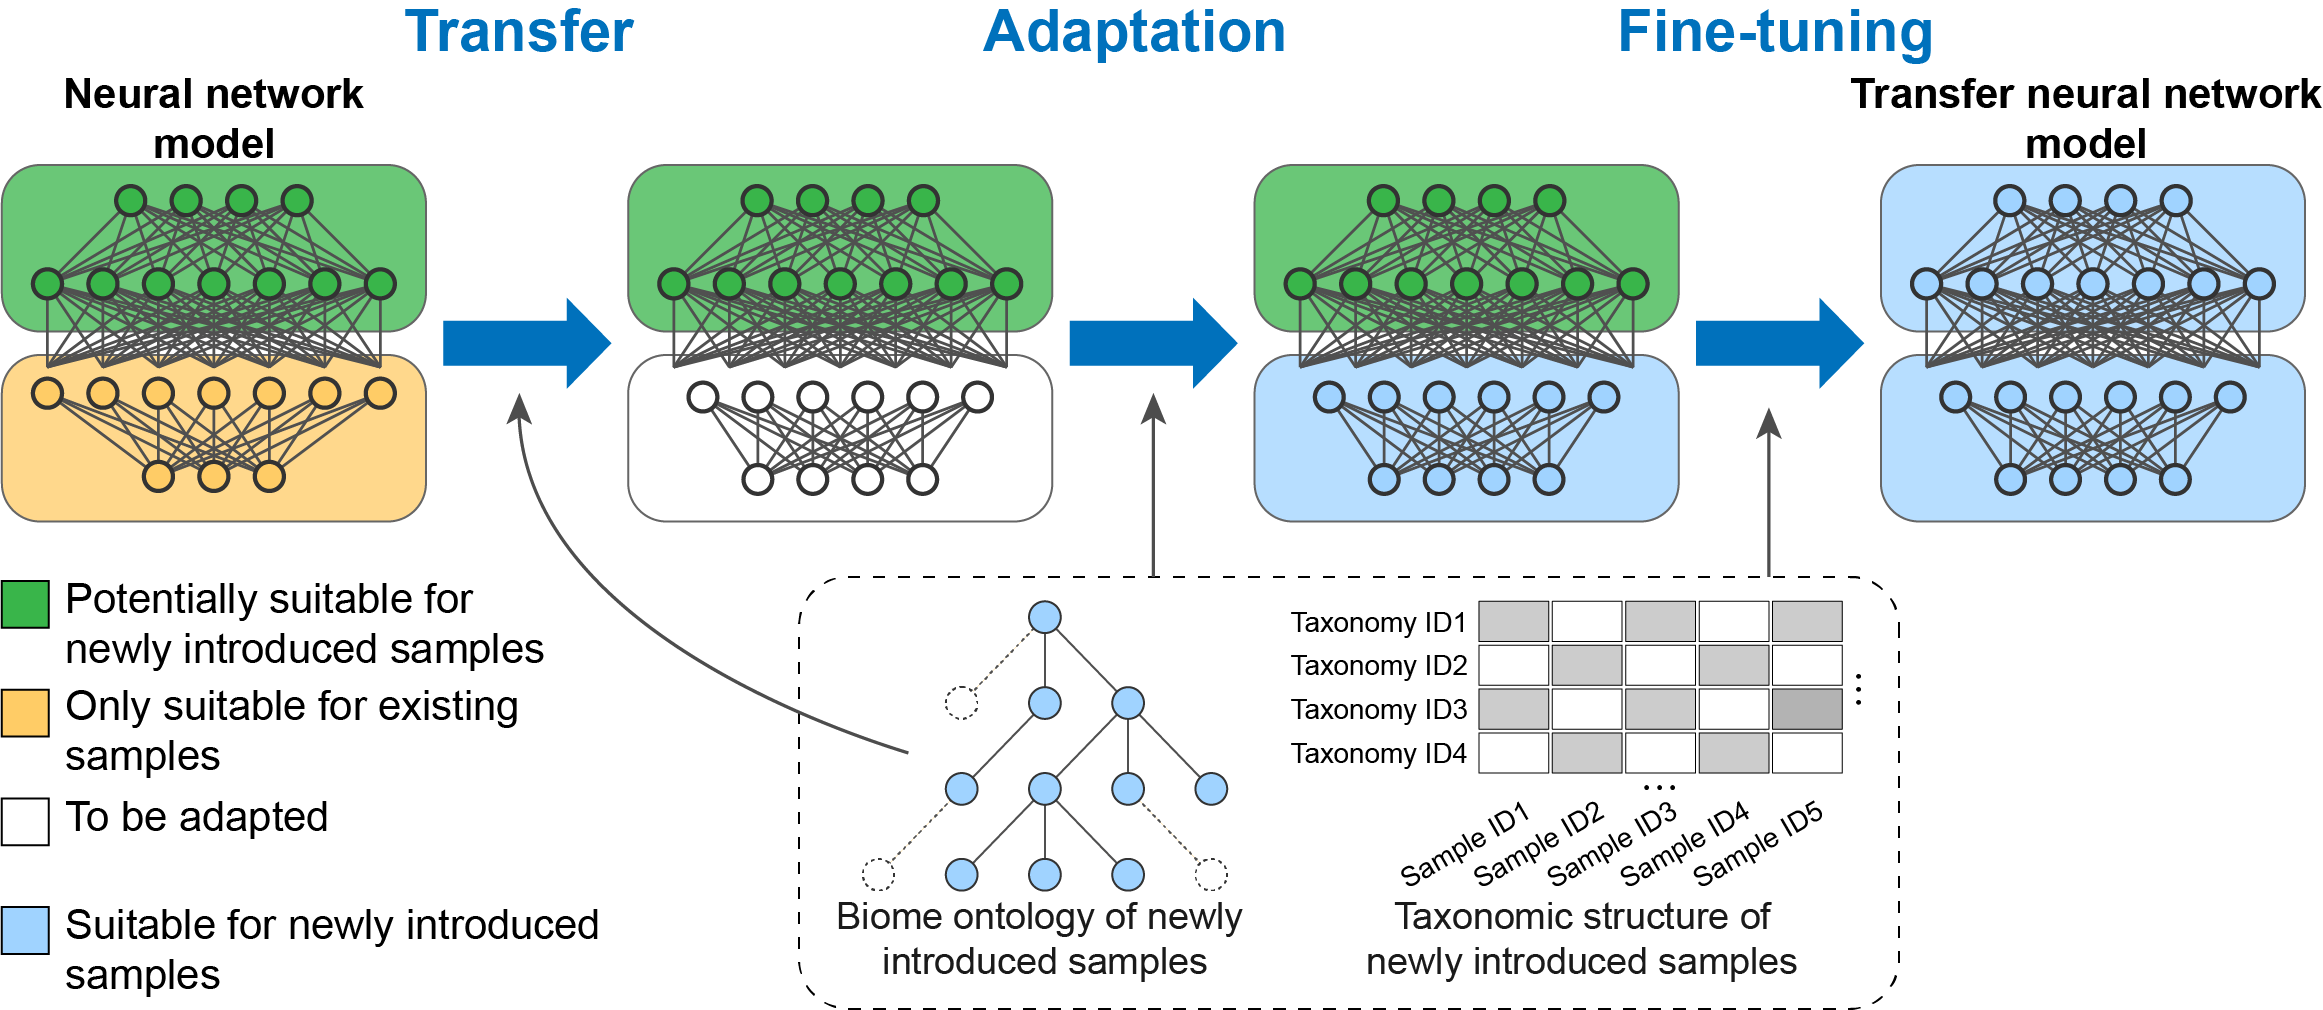 Transfer
Adaptation
Fine-tuning
Neural network
model
Transfer neural network
model
Potentially suitable for
newly introduced samples
Only suitable for existing
samples
To be adapted
Suitable for newly introduced
samples
Biome ontology of newly
introduced samples
Taxonomy ID1
Taxonomy ID2
Taxonomy ID3
Taxonomy ID4
Sample ID1
Sample ID2
Sample ID3
Sample ID4
Sample ID5
Taxonomic structure of
newly introduced samples